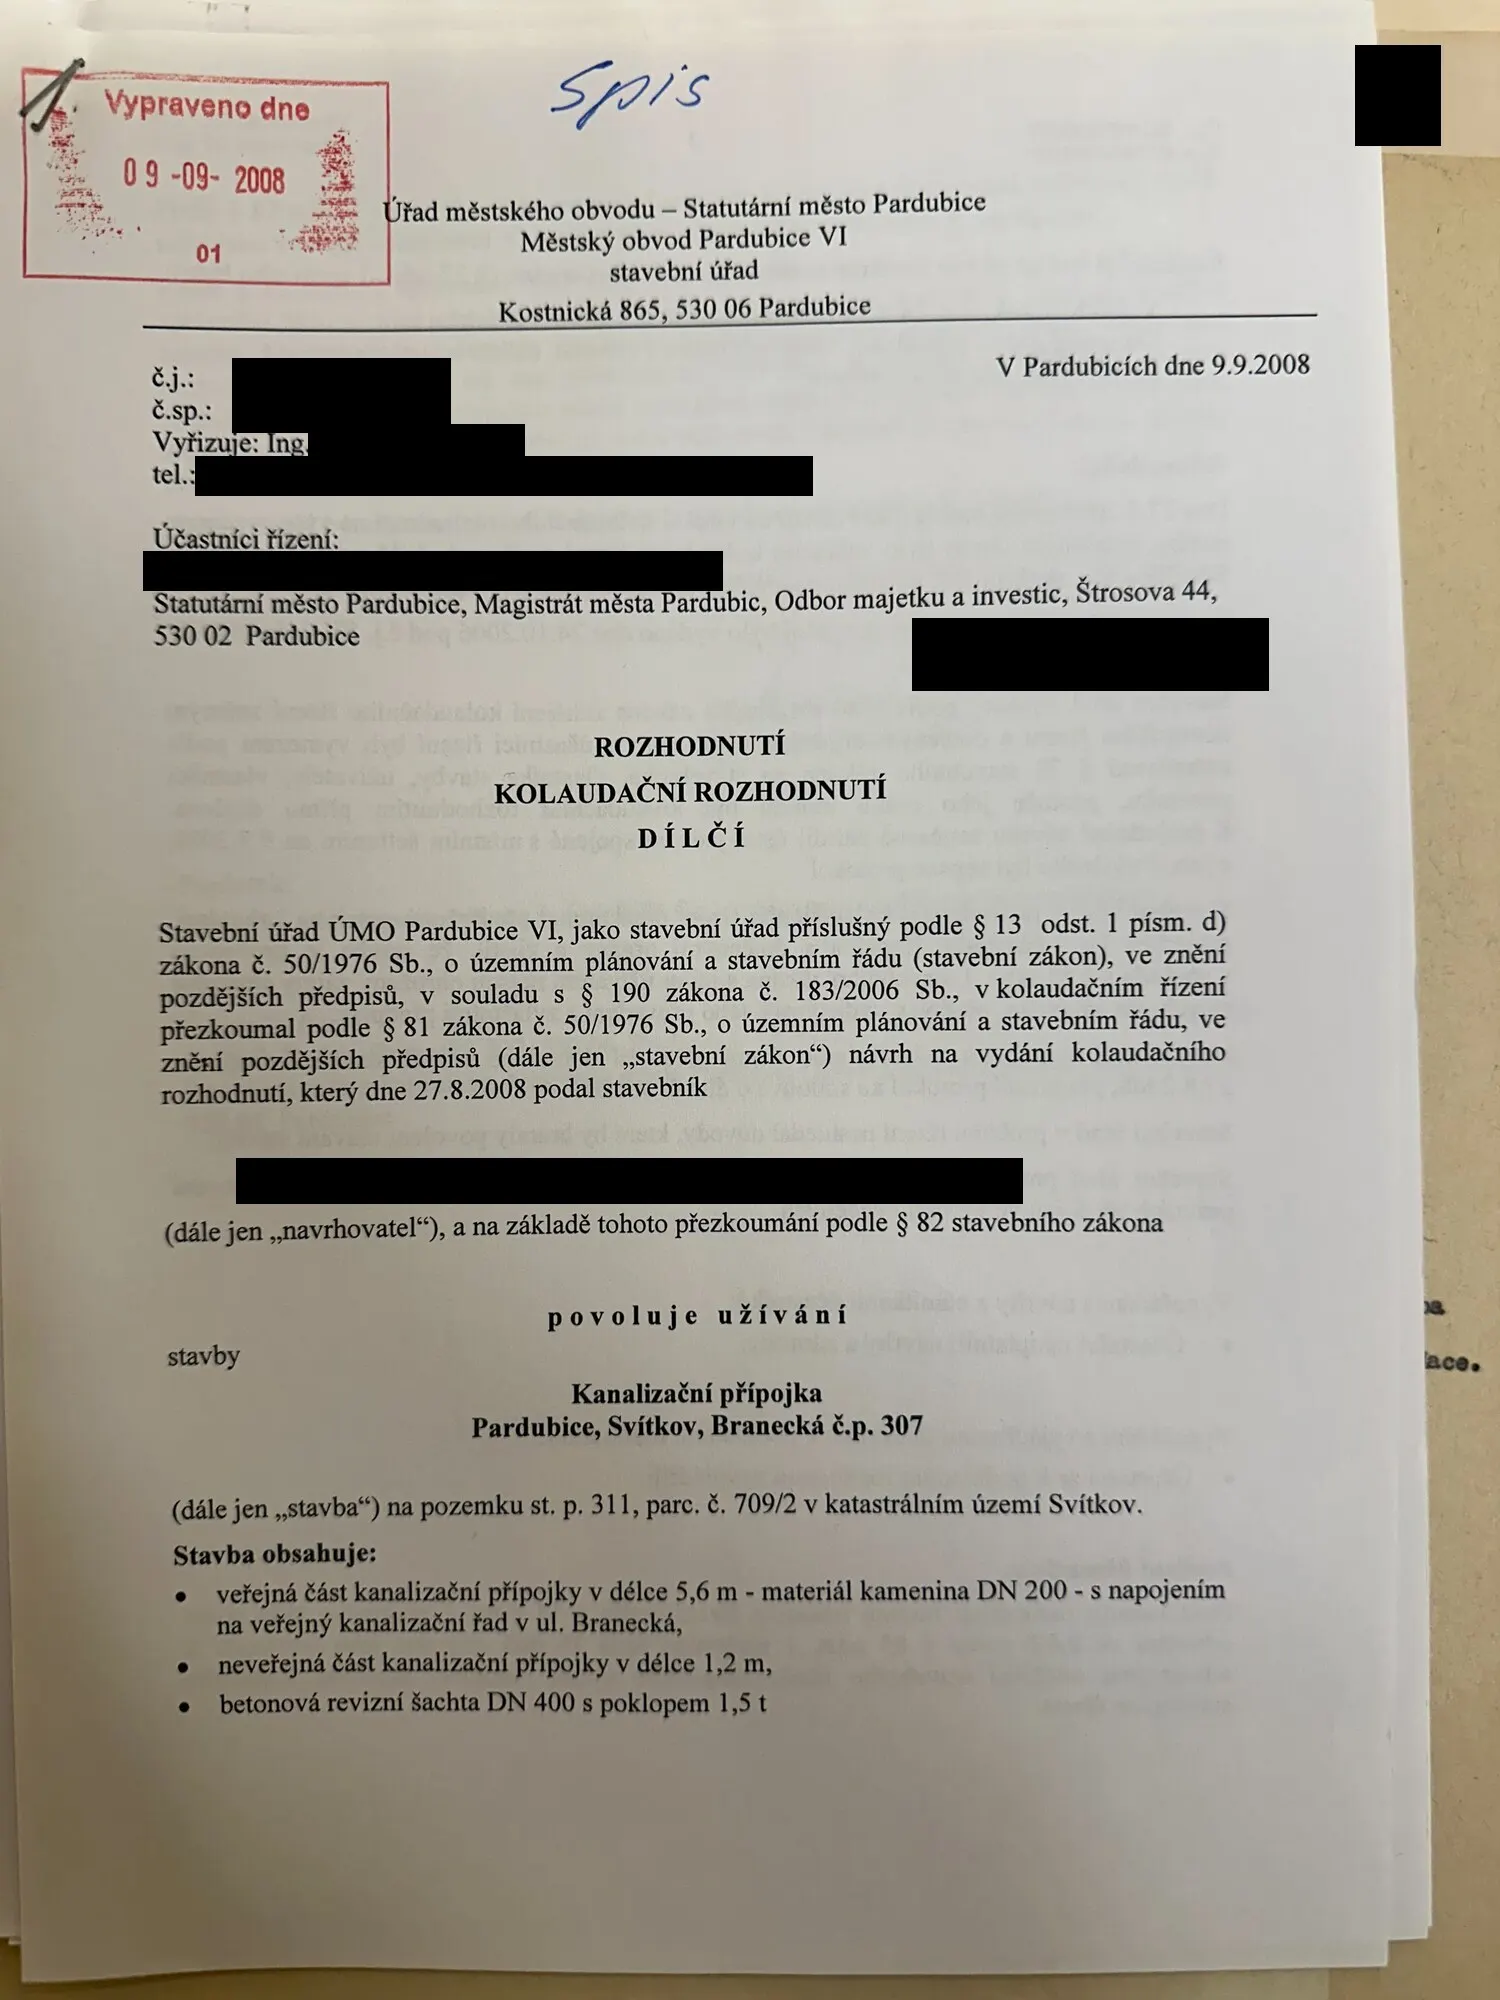 Spis
Vypraveno dne
09 -09- 2008
01
Úřad městského obvodu – Statutární město Pardubice
Městský obvod Pardubice VI
stavební úřad
Kostnická 865, 530 06 Pardubice
V Pardubicích dne 9.9.2008
č.j.:
č.sp.:
Vyřizuje: Ing.
tel.:
Účastníci řízení:
Statutární město Pardubice, Magistrát města Pardubic, Odbor majetku a investic, Štrosova 44,
530 02 Pardubice
ROZHODNUTÍ
KOLAUDAČNÍ ROZHODNUTÍ
D Í L Č Í
Stavební úřad ÚMO Pardubice VI, jako stavební úřad příslušný podle § 13 odst. 1 písm. d)
zákona č. 50/1976 Sb., o územním plánování a stavebním řádu (stavební zákon), ve znění
pozdějších předpisů, v souladu s § 190 zákona č. 183/2006 Sb., v kolaudačním řízení
přezkoumal podle § 81 zákona č. 50/1976 Sb., o územním plánování a stavebním řádu, ve
znění pozdějších předpisů (dále jen „stavební zákon“) návrh na vydání kolaudačního
rozhodnutí, který dne 27.8.2008 podal stavebník
(dále jen „navrhovatel“), a na základě tohoto přezkoumání podle § 82 stavebního zákona
p o v o l u j e u ž í v á n í
stavby
Kanalizační přípojka
Pardubice, Svítkov, Branecká č.p. 307
(dále jen „stavba“) na pozemku st. p. 311, parc. č. 709/2 v katastrálním území Svítkov.
Stavba obsahuje:
• veřejná část kanalizační přípojky v délce 5,6 m - materiál kamenina DN 200 - s napojením
na veřejný kanalizační řad v ul. Branecká,
• neveřejná část kanalizační přípojky v délce 1,2 m,
• betonová revizní šachta DN 400 s poklopem 1,5 t